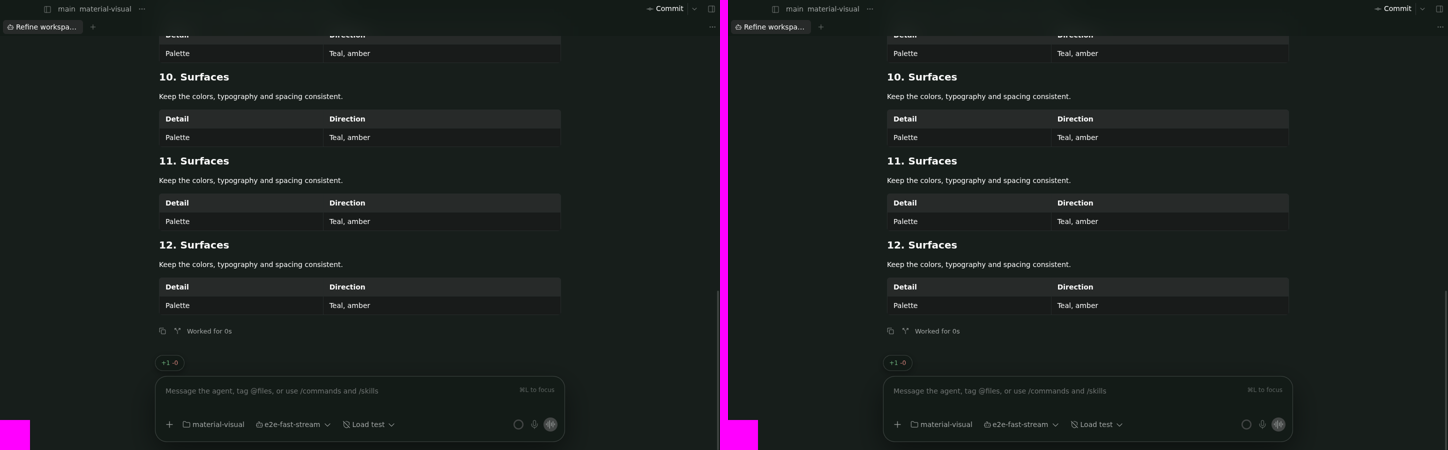 main material-visual ···
Commit
Refine workspa... +
Detail Direction
Palette Teal, amber
10. Surfaces
Keep the colors, typography and spacing consistent.
Detail Direction
Palette Teal, amber
11. Surfaces
Keep the colors, typography and spacing consistent.
Detail Direction
Palette Teal, amber
12. Surfaces
Keep the colors, typography and spacing consistent.
Detail Direction
Palette Teal, amber
Worked for 0s
+1 -0
Message the agent, tag @files, or use /commands and /skills
⌘L to focus
+ material-visual e2e-fast-stream Load test
main material-visual ···
Commit
Refine workspa... +
Detail Direction
Palette Teal, amber
10. Surfaces
Keep the colors, typography and spacing consistent.
Detail Direction
Palette Teal, amber
11. Surfaces
Keep the colors, typography and spacing consistent.
Detail Direction
Palette Teal, amber
12. Surfaces
Keep the colors, typography and spacing consistent.
Detail Direction
Palette Teal, amber
Worked for 0s
+1 -0
Message the agent, tag @files, or use /commands and /skills
⌘L to focus
+ material-visual e2e-fast-stream Load test